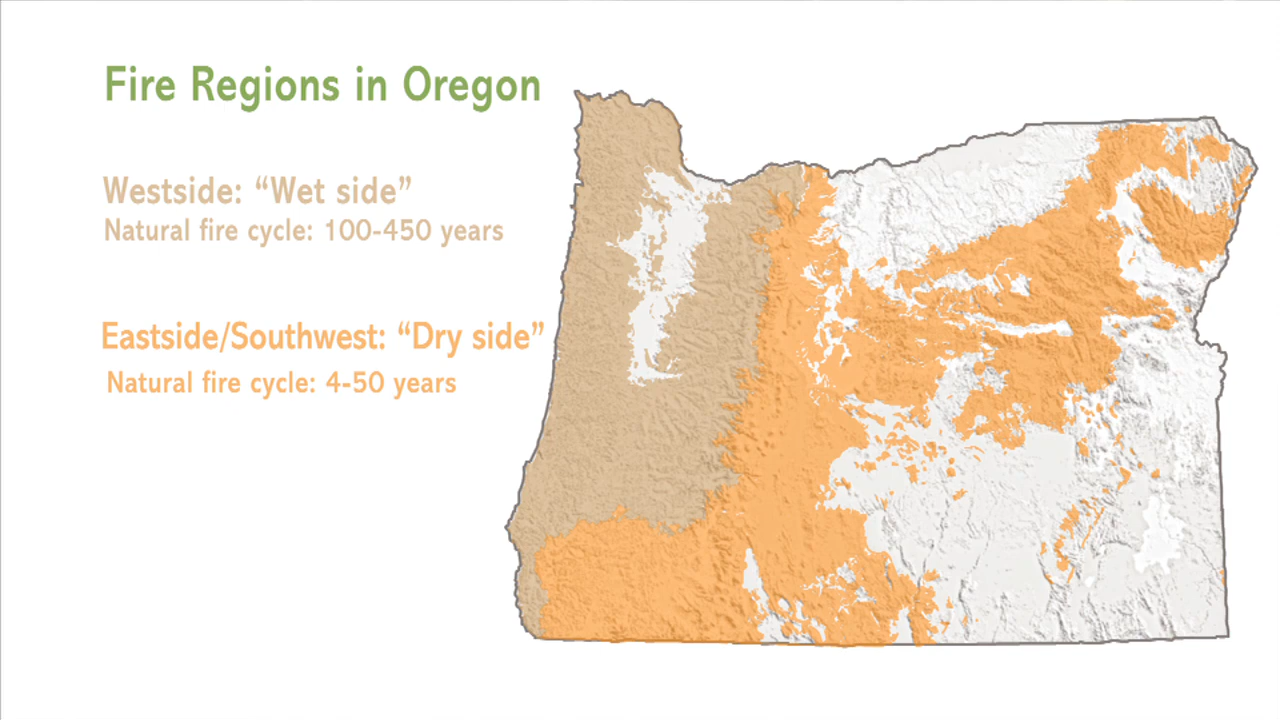 Fire Regions in Oregon
Westside: “Wet side”
Natural fire cycle: 100-450 years
Eastside/Southwest: “Dry side”
Natural fire cycle: 4-50 years